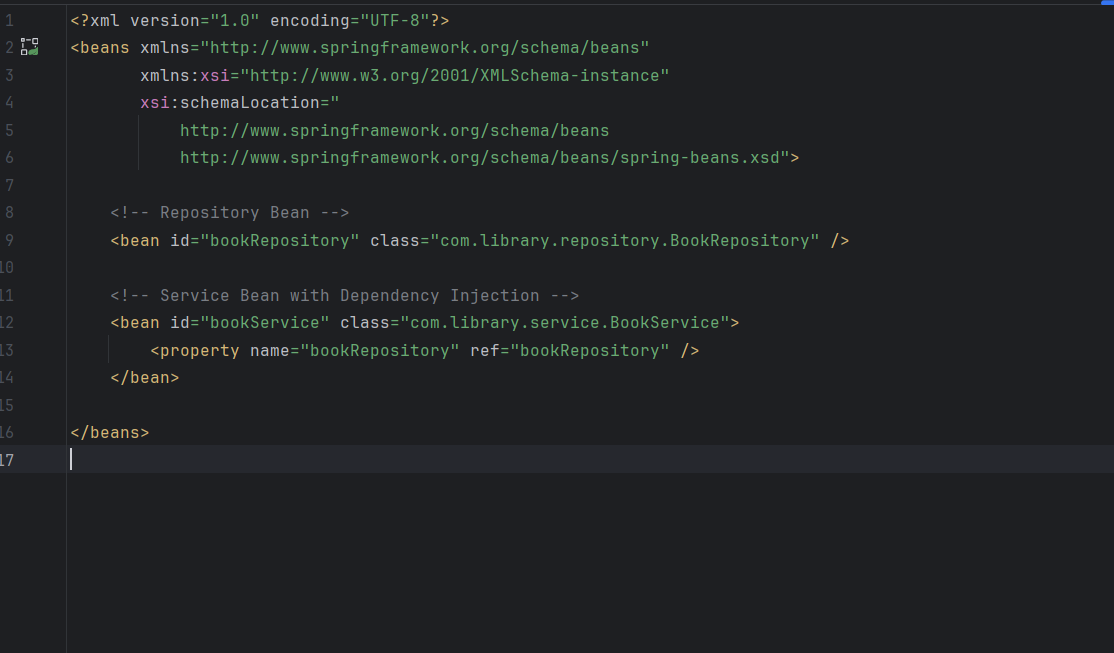 1 <?xml version="1.0" encoding="UTF-8"?>
2 <beans xmlns="http://www.springframework.org/schema/beans"
3        xmlns:xsi="http://www.w3.org/2001/XMLSchema-instance"
4        xsi:schemaLocation="
5            http://www.springframework.org/schema/beans
6            http://www.springframework.org/schema/beans/spring-beans.xsd">
7
8     <!-- Repository Bean -->
9     <bean id="bookRepository" class="com.library.repository.BookRepository" />
10
11     <!-- Service Bean with Dependency Injection -->
12     <bean id="bookService" class="com.library.service.BookService">
13         <property name="bookRepository" ref="bookRepository" />
14     </bean>
15
16 </beans>
17